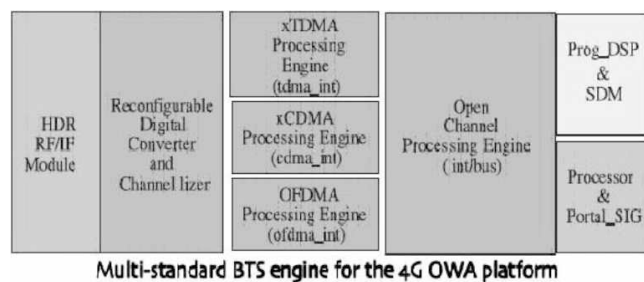 HDR
RF/IF
Module
Reconfigurable
Digital
Converter
and
Channel lizer
xTDMA
Processing
Engine
(tdma_int)
xCDMA
Processing Engine
(cdma_int)
OFDMA
Processing Engine
(ofdma_int)
Open
Channel
Processing Engine
(int/bus)
Prog_DSP
&
SDM
Processor
&
Portal_SIG
Multi-standard BTS engine for the 4G OWA platform